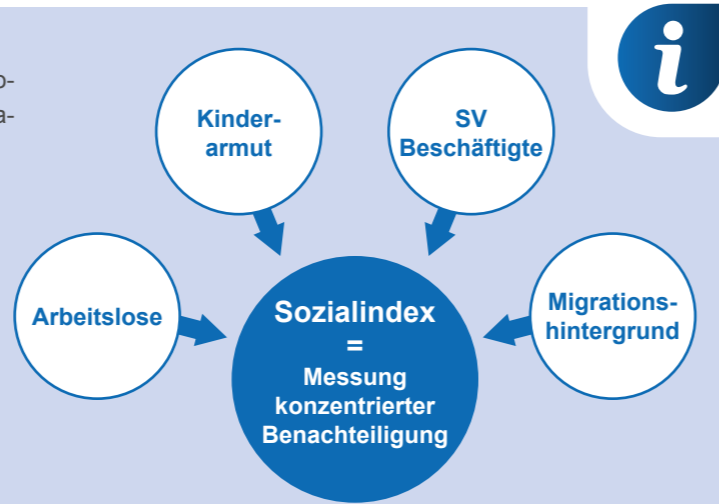 o-
a-
i
Kinder-
armut
SV
Beschäftigte
Arbeitslose
Migrations-
hintergrund
Sozialindex
=
Messung
konzentrierter
Benachteiligung